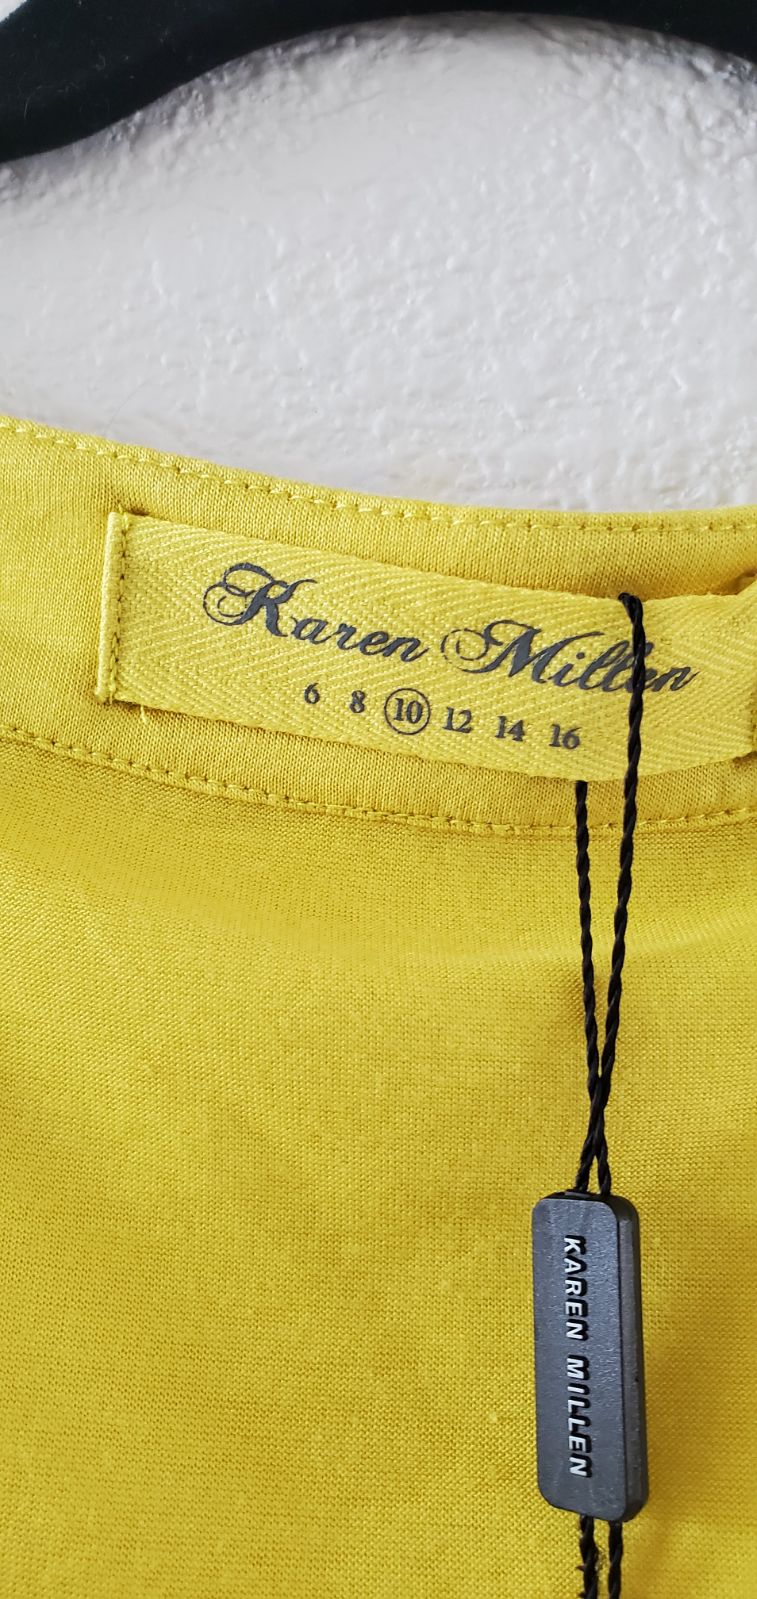 Karen Millen
6 8 10 12 14 16
KAREN MILLEN